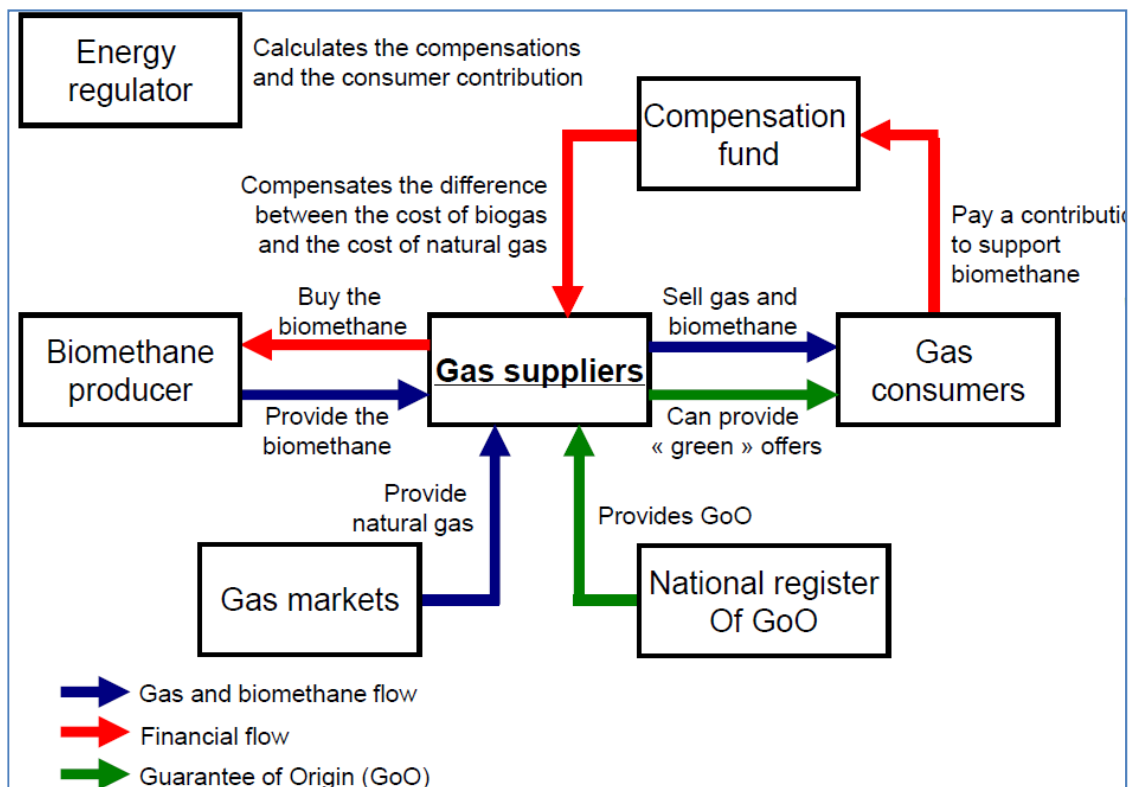 Energy
regulator
Calculates the compensations
and the consumer contribution
Compensation
fund
Compensates the difference
between the cost of biogas
and the cost of natural gas
Pay a contributi
to support
biomethane
Buy the
biomethane
Sell gas and
biomethane
Biomethane
producer
Gas suppliers
Gas
consumers
Provide the
biomethane
Can provide
« green » offers
Provide
natural gas
Provides GoO
Gas markets
National register
Of GoO
Gas and biomethane flow
Financial flow
Guarantee of Origin (GoO)